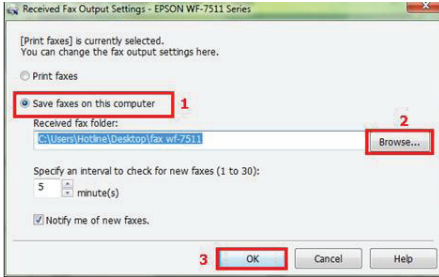 Received Fax Output Settings - EPSON WF-7511 Series
[Print faxes] is currently selected.
You can change the fax output settings here.
Print faxes
Save faxes on this computer 1
Received fax folder:
2
C:\Users\Hotline\Desktop\fax wf-7511 Browse...
Specify an interval to check for new faxes (1 to 30):
5 minute(s)
Notify me of new faxes.
3 OK Cancel Help